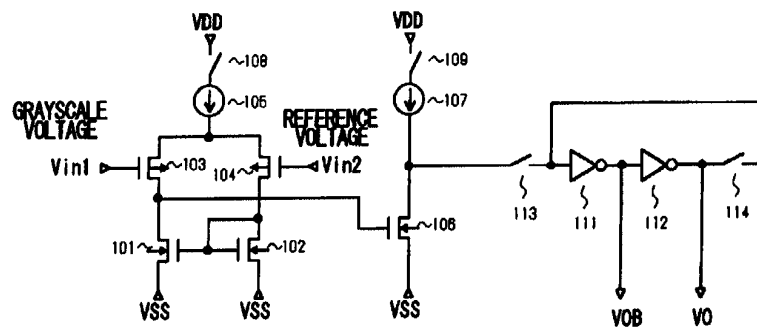 VDD
VDD
108
109
105
107
GRAYSCALE
VOLTAGE
REFERENCE
VOLTAGE
Vin1
103
104
Vin2
113
111
112
114
106
101
102
VSS
VSS
VSS
VOB
VO